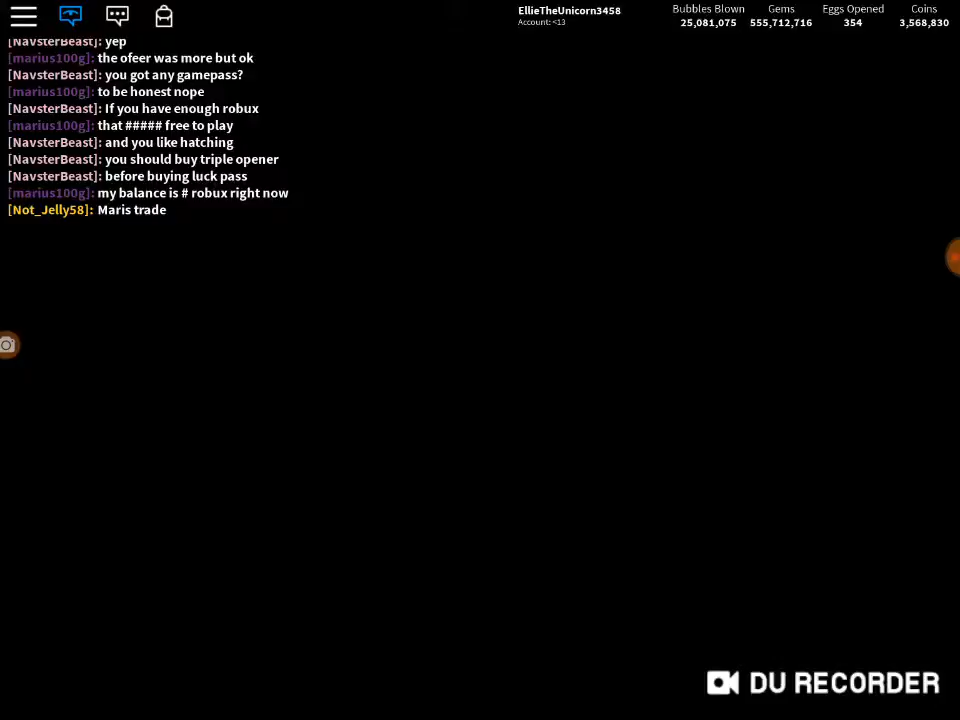 EllieTheUnicorn3458
Account: <13
Bubbles Blown
25,081,075
Gems
555,712,716
Eggs Opened
354
Coins
3,568,830
[NavsterBeast]: yep
[marius100g]: the ofeer was more but ok
[NavsterBeast]: you got any gamepass?
[marius100g]: to be honest nope
[NavsterBeast]: If you have enough robux
[marius100g]: that ##### free to play
[NavsterBeast]: and you like hatching
[NavsterBeast]: you should buy triple opener
[NavsterBeast]: before buying luck pass
[marius100g]: my balance is # robux right now
[Not_Jelly58]: Maris trade
DU RECORDER